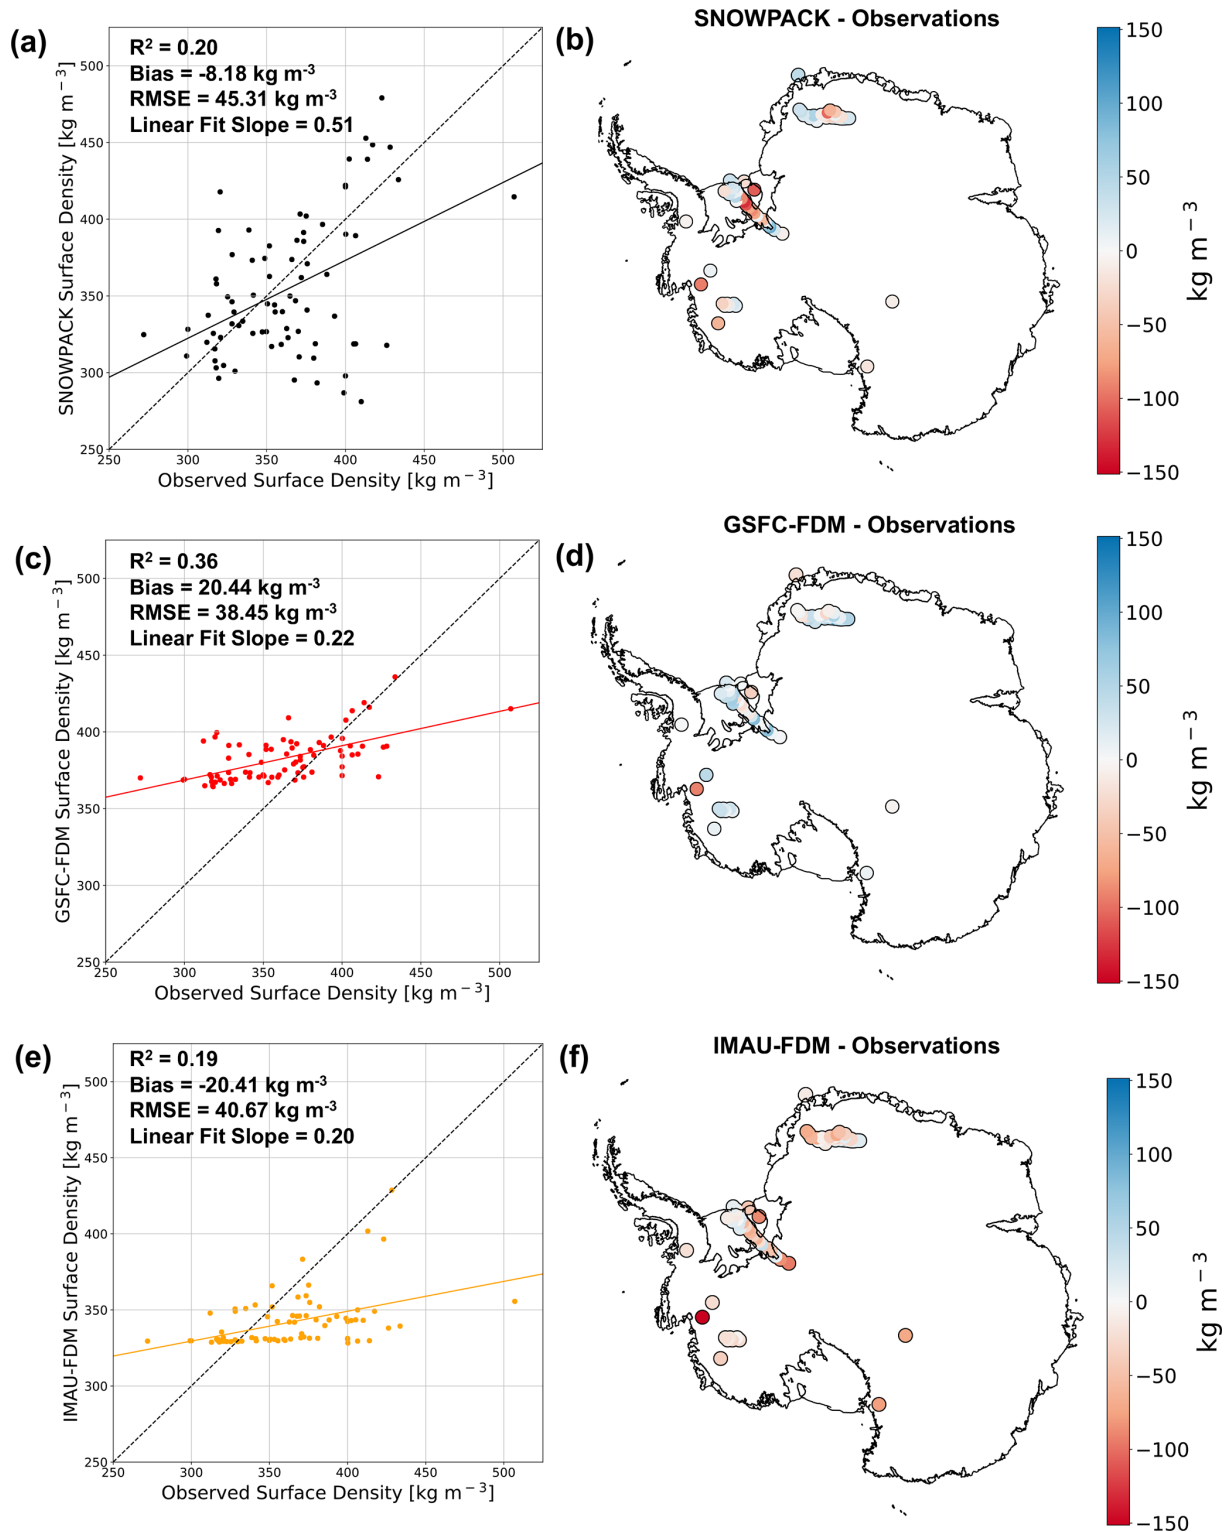 (a)
R² = 0.20
Bias = -8.18 kg m⁻³
RMSE = 45.31 kg m⁻³
Linear Fit Slope = 0.51
SNOWPACK Surface Density [kg m⁻³]
500
450
400
350
300
250
250 300 350 400 450 500
Observed Surface Density [kg m⁻³]
(b)
SNOWPACK - Observations
150
100
50
0
−50
−100
−150
kg m⁻³
(c)
R² = 0.36
Bias = 20.44 kg m⁻³
RMSE = 38.45 kg m⁻³
Linear Fit Slope = 0.22
GSFC-FDM Surface Density [kg m⁻³]
500
450
400
350
300
250
250 300 350 400 450 500
Observed Surface Density [kg m⁻³]
(d)
GSFC-FDM - Observations
150
100
50
0
−50
−100
−150
kg m⁻³
(e)
R² = 0.19
Bias = -20.41 kg m⁻³
RMSE = 40.67 kg m⁻³
Linear Fit Slope = 0.20
IMAU-FDM Surface Density [kg m⁻³]
500
450
400
350
300
250
250 300 350 400 450 500
Observed Surface Density [kg m⁻³]
(f)
IMAU-FDM - Observations
150
100
50
0
−50
−100
−150
kg m⁻³